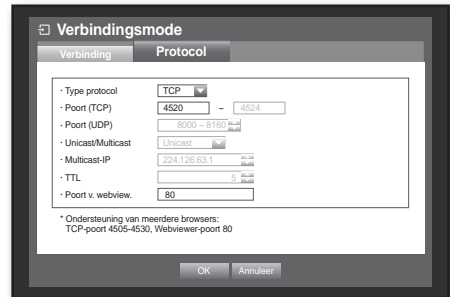 Verbindingsmode
Verbinding Protocol
· Type protocol TCP
· Poort (TCP) 4520 – 4524
· Poort (UDP) 8000 ~ 8160
· Unicast/Multicast Unicast
· Multicast-IP 224.126.63.1
· TTL 5
· Poort v. webview. 80
* Ondersteuning van meerdere browsers:
TCP-poort 4505-4530, Webviewer-poort 80
OK Annuleer